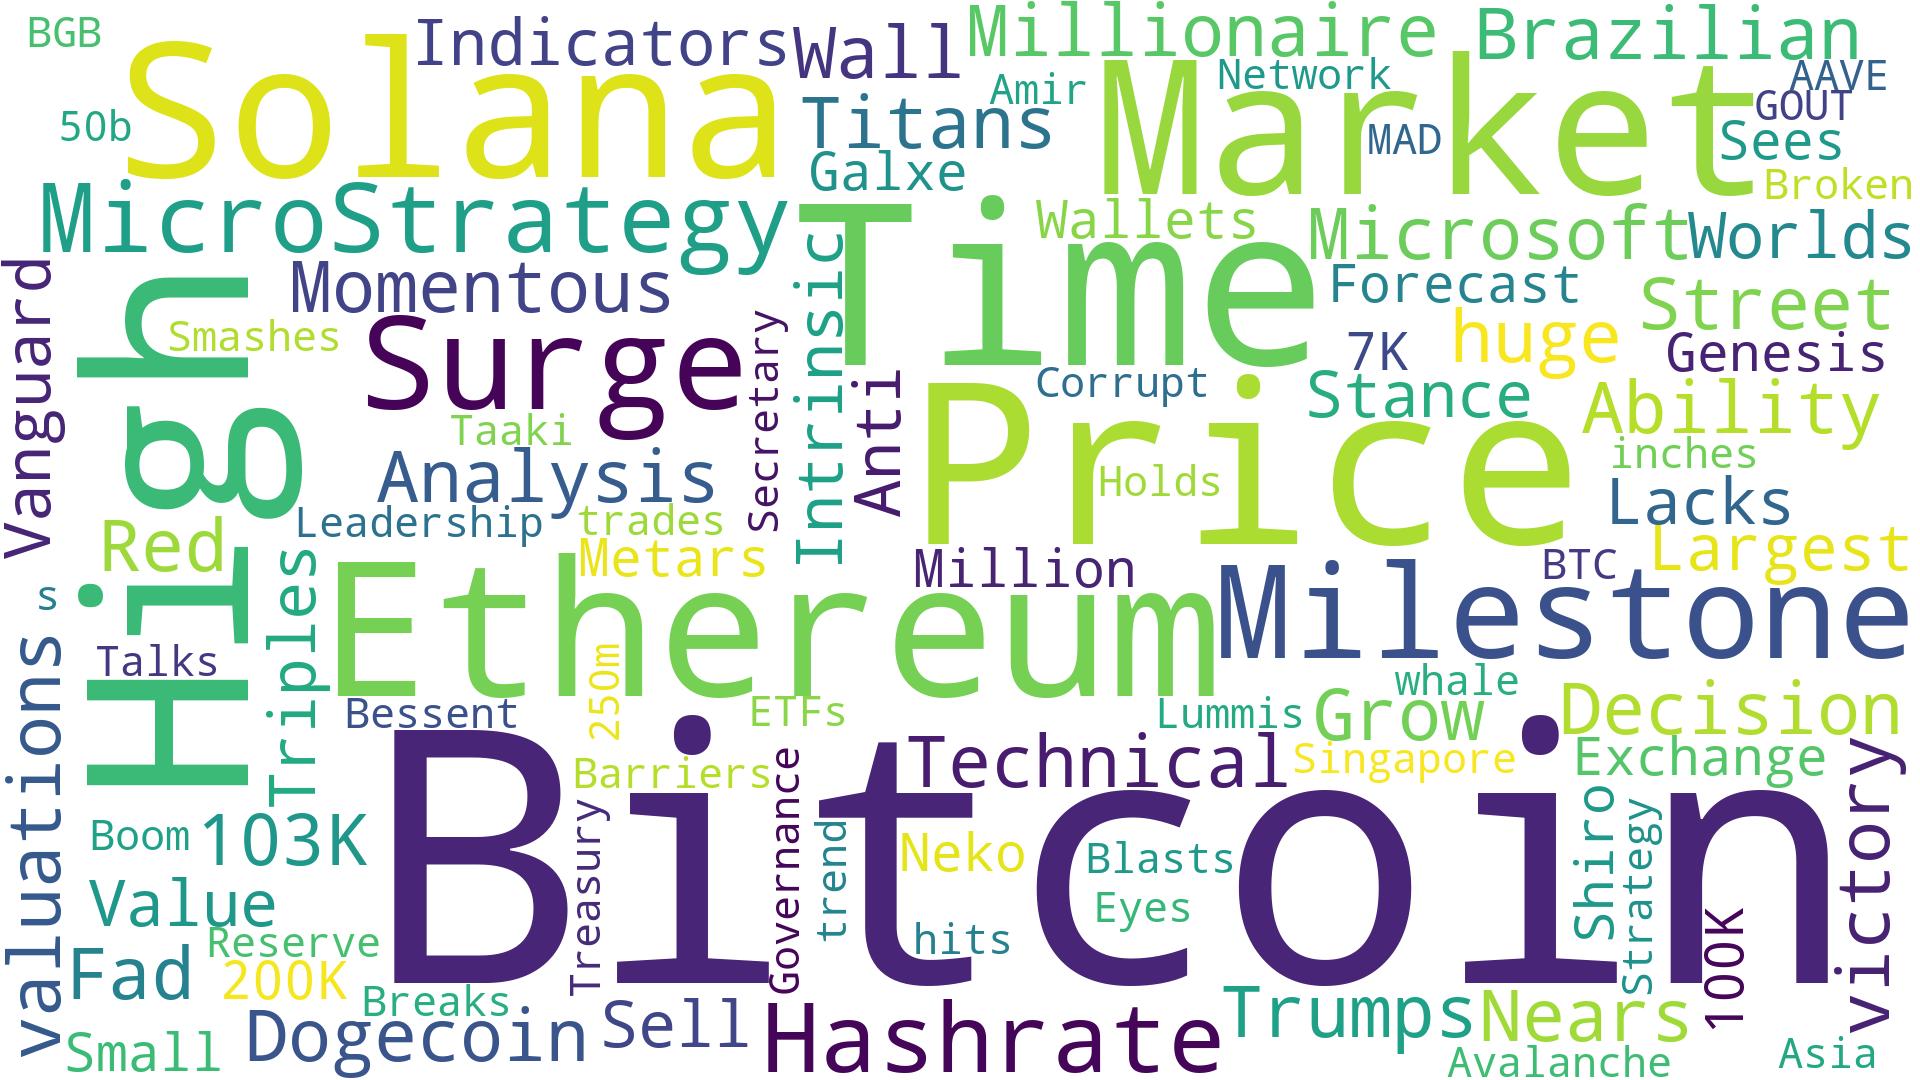 BGB
Solana
Indicators
Wall
Millionaire
Brazilian
50b
Titans
Amir
Network
Market
AAVE
GOUT
MAD
Sees
Galxe
Broken
MicroStrategy
Time
Wallets
Microsoft
Worlds
Vanguard
High
Momentous
Smashes
Surge
Secretary
Intrinsic
Forecast
Street
huge
7K
Genesis
Anti
Corrupt
Stance
Ability
Taaki
Price
Holds
inches
Analysis
Lacks
Leadership
trades
Red
Metars
Million
BTC
Largest
s
Triples
Ethereum
Milestone
valuations
Talks
250m
whale
Bessent
ETFs
Lummis
Grow
Decision
Bitcoin
Technical
Singapore
Exchange
Barriers
victory
Boom
103K
Treasury
Governance
trend
Neko
Blasts
Shiro
Strategy
Value
Eyes
Reserve
hits
100K
Fad
200K
Breaks
Small
Dogecoin
Sell
Hashrate
Trumps
Nears
Avalanche
Asia